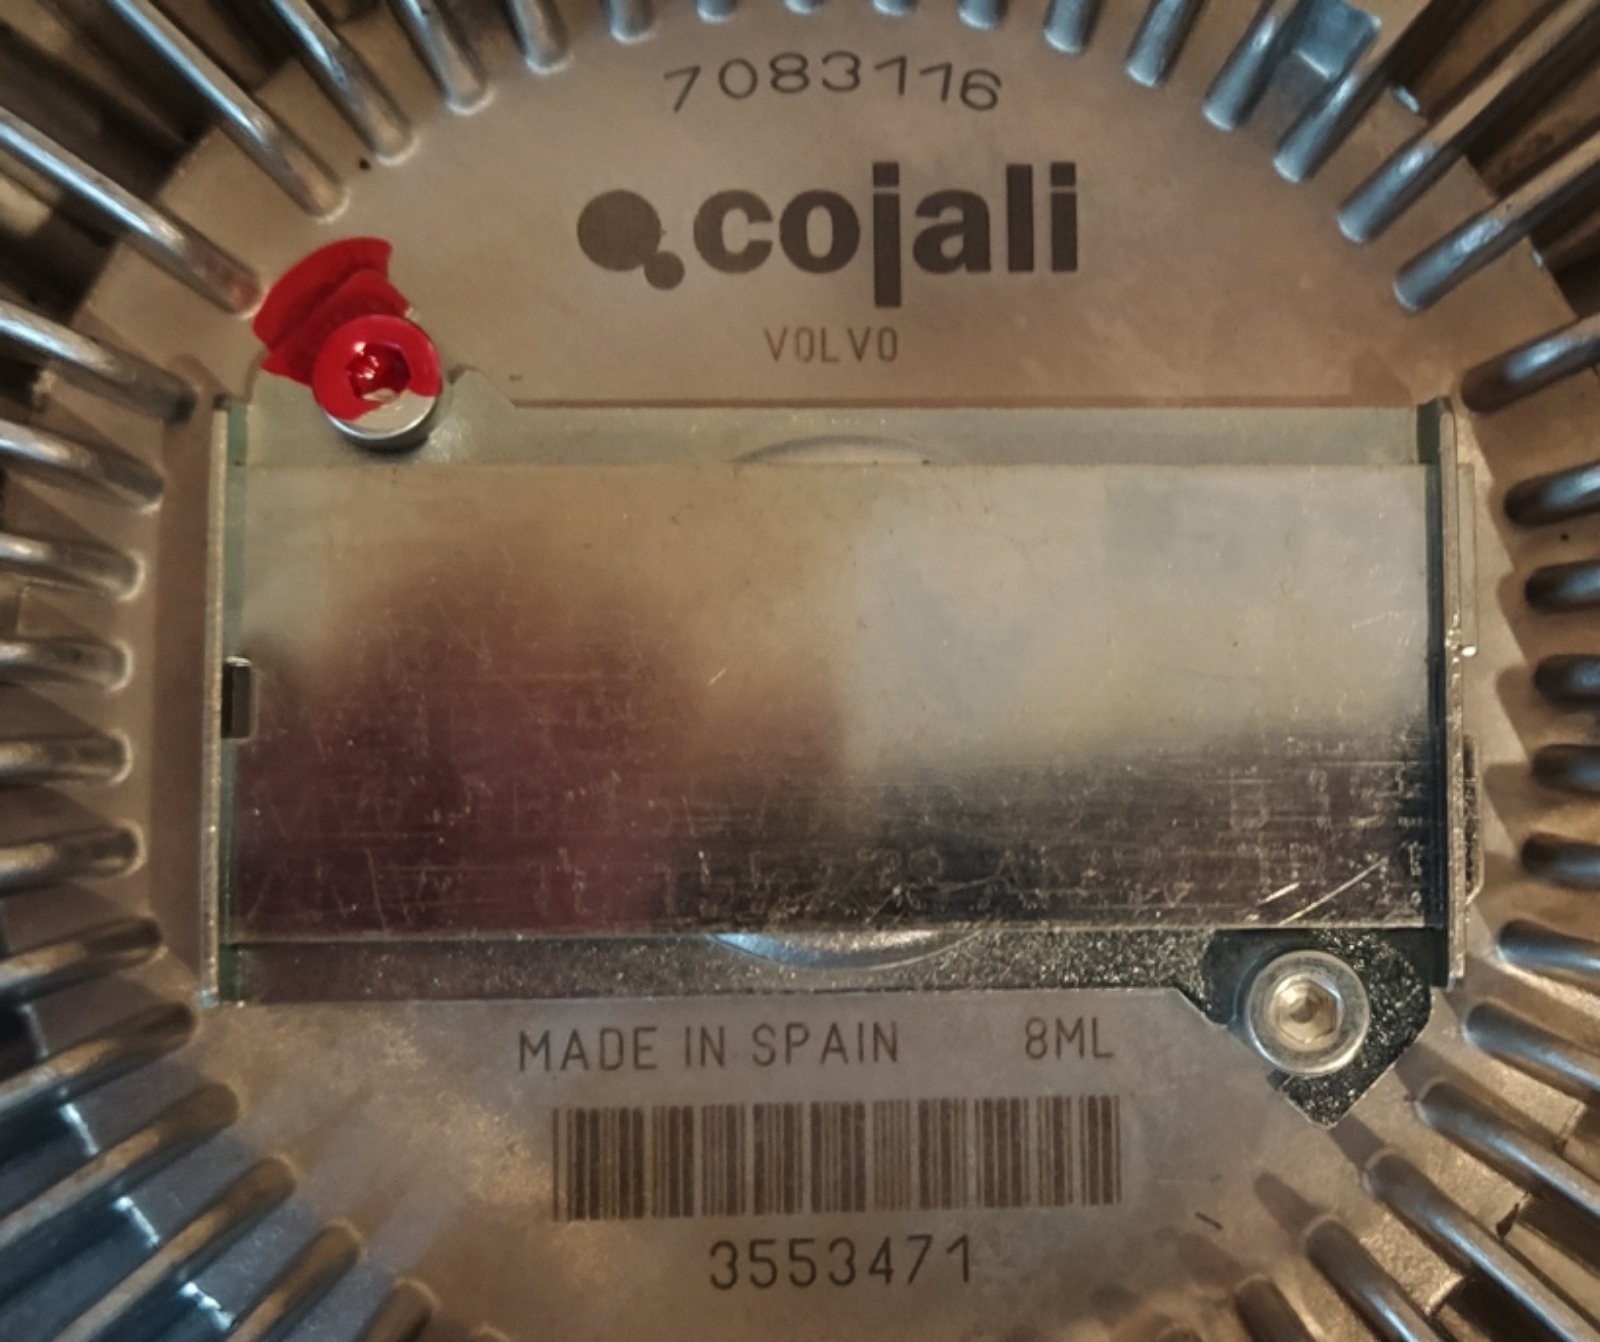 7083116
cojali
VOLVO
MADE IN SPAIN 8ML
3553471